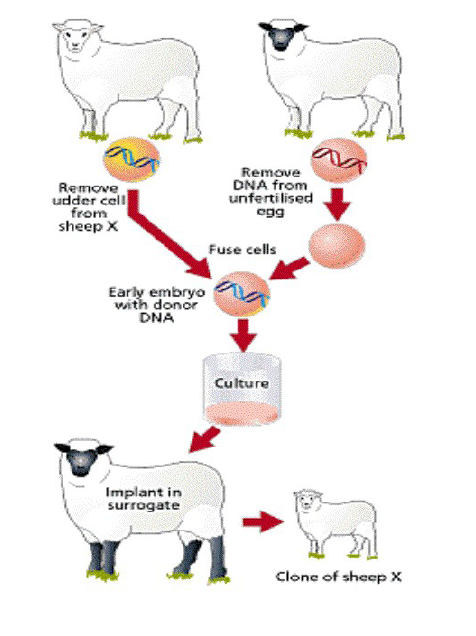 Remove
udder cell
from
sheep X
Remove
DNA from
unfertilised
egg
Fuse cells
Early embryo
with donor
DNA
Culture
Implant in
surrogate
Clone of sheep X